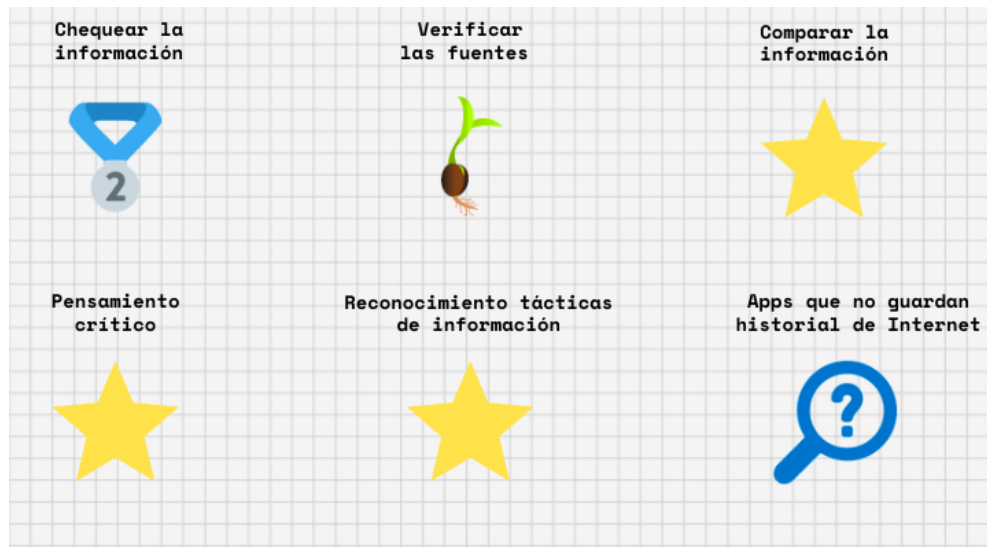 Chequear la
información
Verificar
las fuentes
Comparar la
información
2
Pensamiento
crítico
Reconocimiento tácticas
de información
Apps que no guardan
historial de Internet
?